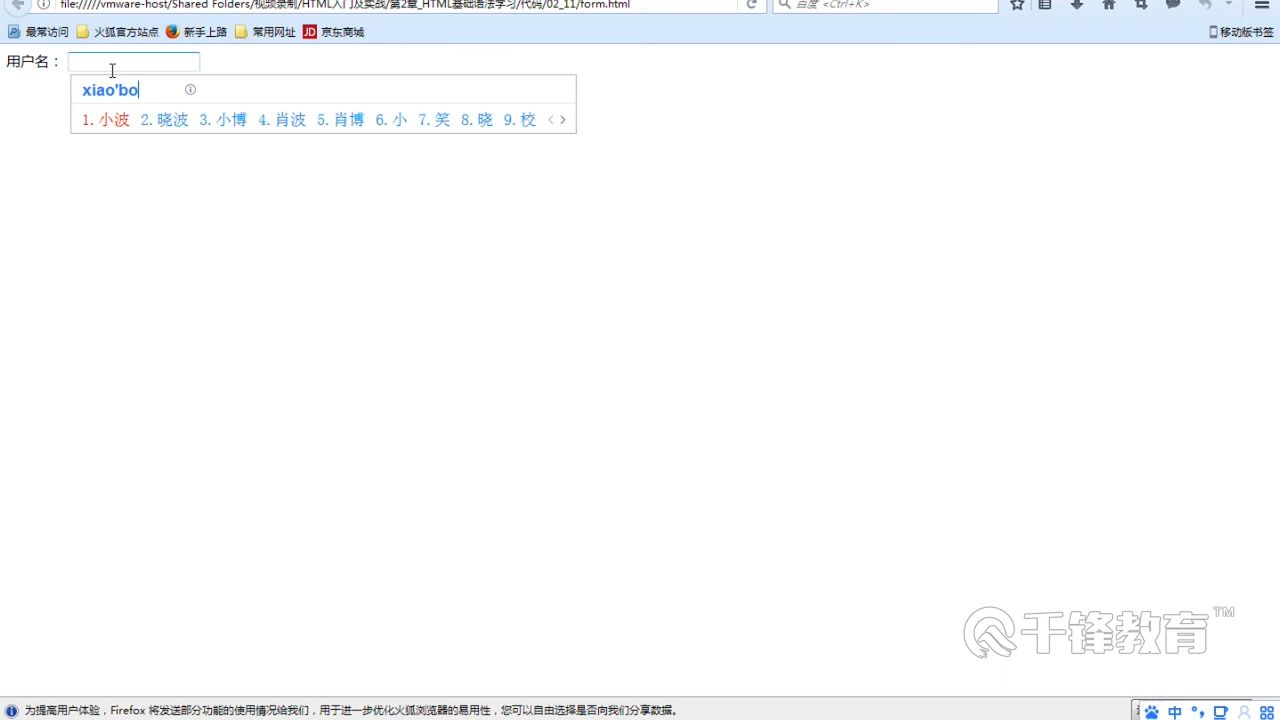 file://///vmware-host/Shared Folders/视频录制/HTML入门及实战/第2章_HTML基础语法学习/代码/02_11/form.html
百度 <Ctrl+K>
最常访问 火狐官方站点 新手上路 常用网址 JD 京东商城 移动版书签
用户名：
xiao'bo
1.小波 2.晓波 3.小博 4.肖波 5.肖博 6.小 7.笑 8.晓 9.校
千锋教育™
为提高用户体验，Firefox 将发送部分功能的使用情况给我们，用于进一步优化火狐浏览器的易用性，您可以自由选择是否向我们分享数据。
中